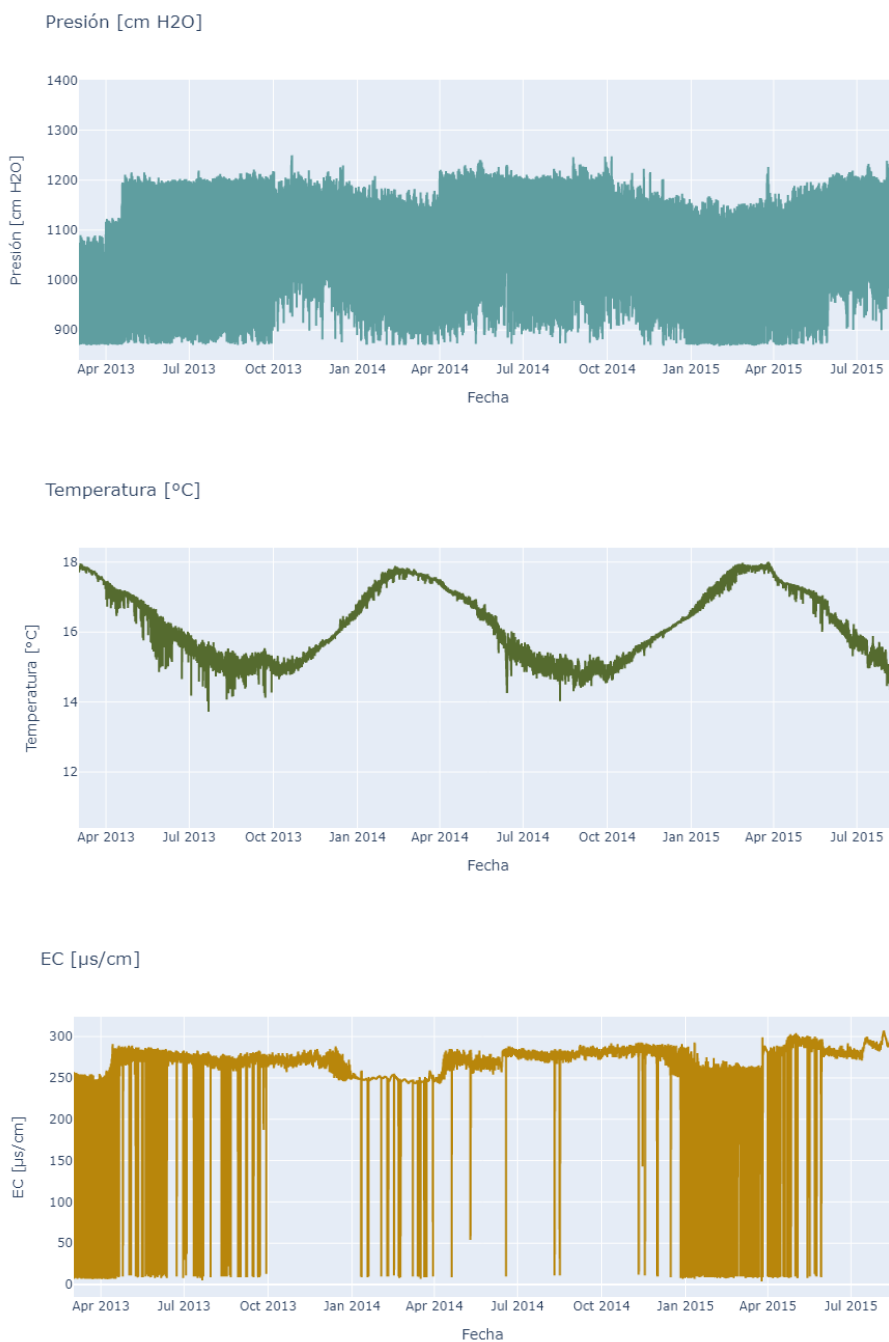 Presión [cm H2O]
1400
1300
1200
1100
1000
900
Presión [cm H2O]
Apr 2013 Jul 2013 Oct 2013 Jan 2014 Apr 2014 Jul 2014 Oct 2014 Jan 2015 Apr 2015 Jul 2015
Fecha
Temperatura [ºC]
18
16
14
12
Temperatura [°C]
Apr 2013 Jul 2013 Oct 2013 Jan 2014 Apr 2014 Jul 2014 Oct 2014 Jan 2015 Apr 2015 Jul 2015
Fecha
EC [µs/cm]
300
250
200
150
100
50
0
EC [µs/cm]
Apr 2013 Jul 2013 Oct 2013 Jan 2014 Apr 2014 Jul 2014 Oct 2014 Jan 2015 Apr 2015 Jul 2015
Fecha